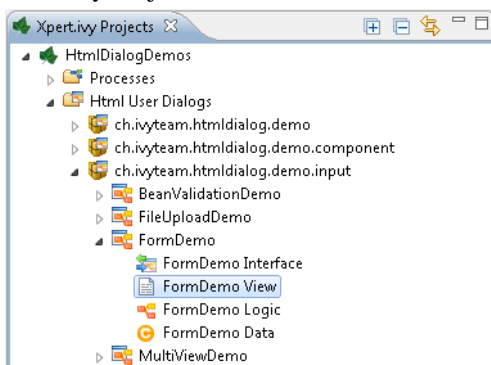 Xpert.ivy Projects
HtmlDialogDemos
Processes
Html User Dialogs
ch.ivyteam.htmldialog.demo
ch.ivyteam.htmldialog.demo.component
ch.ivyteam.htmldialog.demo.input
BeanValidationDemo
FileUploadDemo
FormDemo
FormDemo Interface
FormDemo View
FormDemo Logic
FormDemo Data
MultiViewDemo